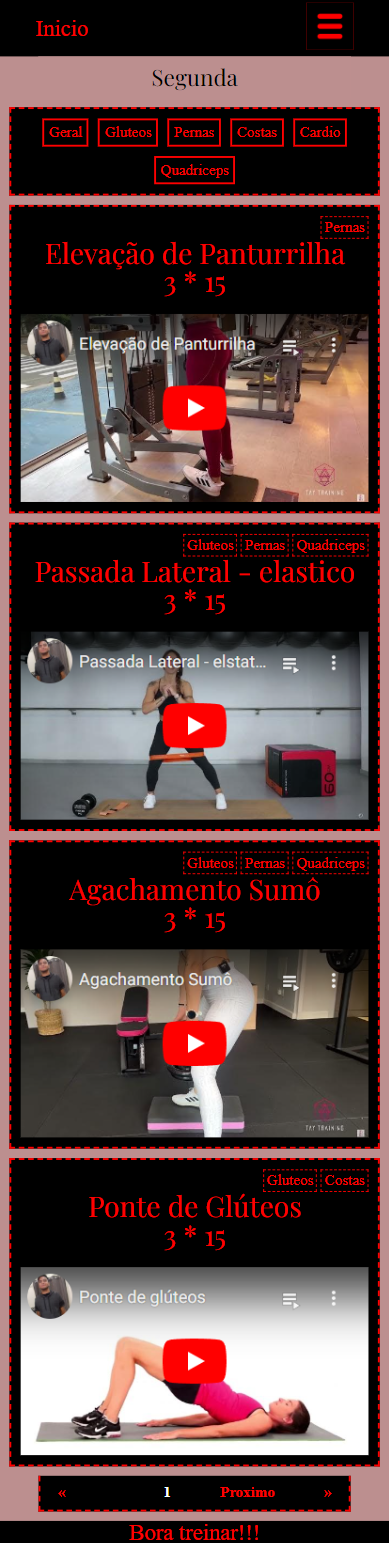 Inicio
Segunda
Geral Gluteos Pernas Costas Cardio
Quadriceps
Pernas
Elevação de Panturrilha
3 * 15
Elevação de Panturrilha
TAY TRAINING
Gluteos Pernas Quadriceps
Passada Lateral - elastico
3 * 15
Passada Lateral - elstat...
Gluteos Pernas Quadriceps
Agachamento Sumô
3 * 15
Agachamento Sumô
TAY TRAINING
Gluteos Costas
Ponte de Glúteos
3 * 15
Ponte de glúteos
« 1 Proximo »
Bora treinar!!!